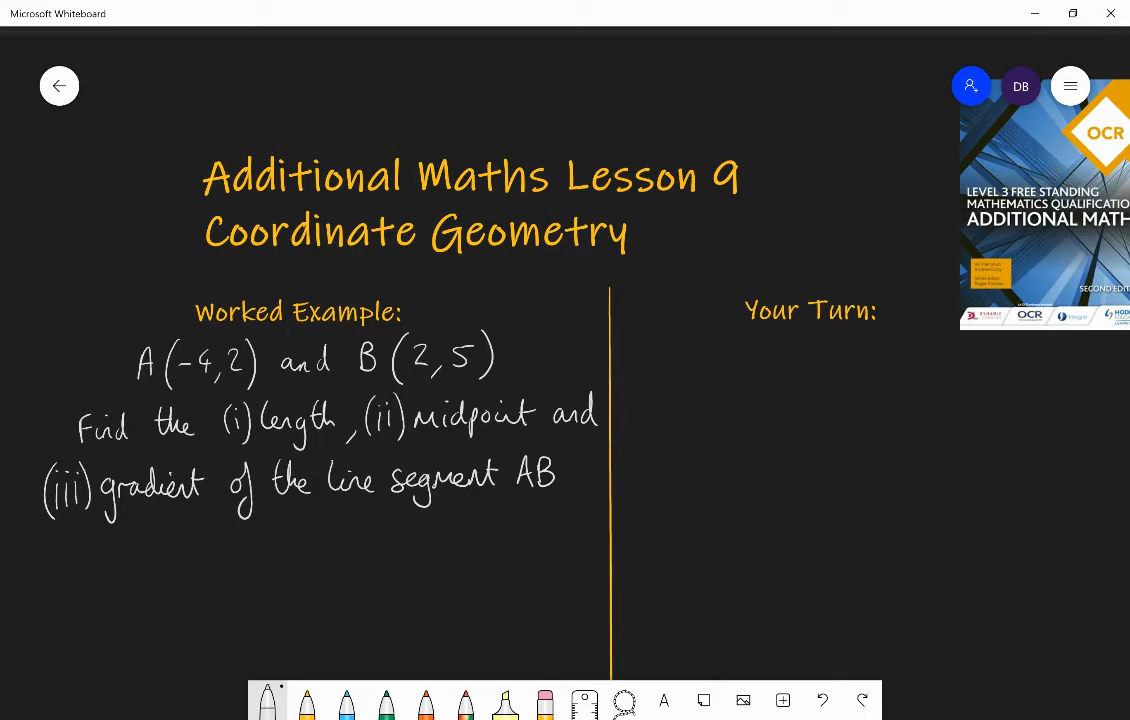 Microsoft Whiteboard
DB
OCR
LEVEL 3 FREE STANDING
MATHEMATICS QUALIFICATIO
ADDITIONAL MATH
SECOND EDIT
OCR
Additional Maths Lesson 9
Coordinate Geometry
Worked Example:
A(-4,2) and B(2,5)
Find the (i) length, (ii) midpoint and
(iii) gradient of the line segment AB
Your Turn:
A